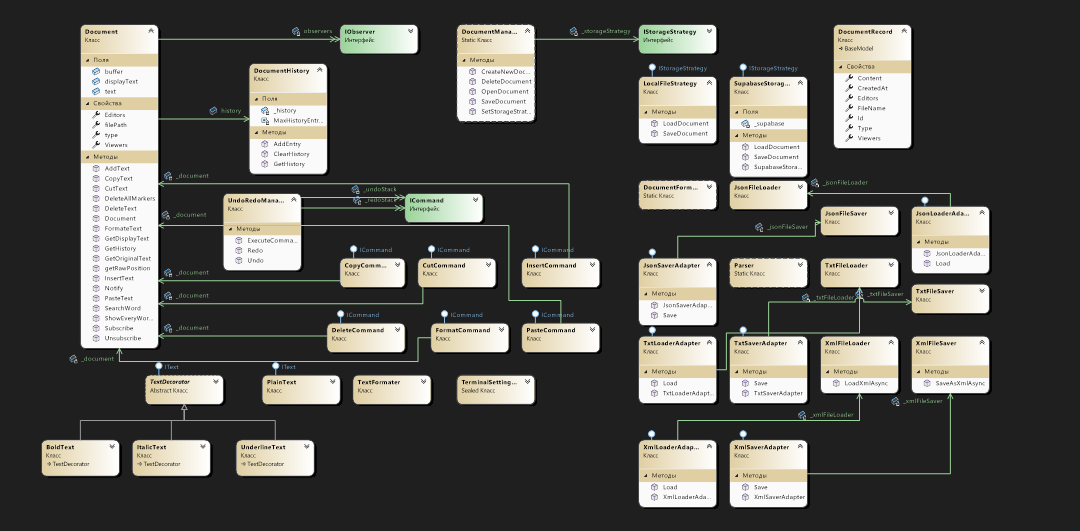 Document
Класс
Поля
buffer
displayText
text
Свойства
Editors
filePath
type
Viewers
Методы
AddText
CopyText
CutText
DeleteAllMarkers
DeleteText
Document
FormateText
GetDisplayText
GetHistory
GetOriginalText
getRawPosition
InsertText
Notify
PasteText
SearchWord
ShowEveryWor...
Subscribe
Unsubscribe
observers
IObserver
Интерфейс
history
DocumentHistory
Класс
Поля
_history
MaxHistoryEntr...
Методы
AddEntry
ClearHistory
GetHistory
DocumentMana...
Static Класс
Методы
CreateNewDoc...
DeleteDocument
OpenDocument
SaveDocument
SetStorageStrat...
_storageStrategy
IStorageStrategy
Интерфейс
IStorageStrategy
LocalFileStrategy
Класс
Методы
LoadDocument
SaveDocument
IStorageStrategy
SupabaseStorag...
Класс
Поля
_supabase
Методы
LoadDocument
SaveDocument
SupabaseStora...
DocumentRecord
Класс
BaseModel
Свойства
Content
CreatedAt
Editors
FileName
Id
Type
Viewers
_document
_undoStack
_redoStack
_document
UndoRedoMana...
Класс
Методы
ExecuteComma...
Redo
Undo
ICommand
Интерфейс
ICommand
CopyComm...
Класс
ICommand
CutCommand
Класс
ICommand
InsertCommand
Класс
_document
_document
_document
_document
ICommand
DeleteCommand
Класс
ICommand
FormatCommand
Класс
ICommand
PasteCommand
Класс
IText
TextDecorator
Abstract Класс
IText
PlainText
Класс
TextFormater
Класс
TerminalSetting...
Sealed Класс
BoldText
Класс
TextDecorator
ItalicText
Класс
TextDecorator
UnderlineText
Класс
TextDecorator
DocumentForm...
Static Класс
JsonFileLoader
Класс
_jsonFileLoader
_jsonFileSaver
JsonFileSaver
Класс
JsonLoaderAda...
Класс
Методы
JsonLoaderAda...
Load
JsonSaverAdapter
Класс
Методы
JsonSaverAdap...
Save
Parser
Static Класс
TxtFileLoader
Класс
_txtFileLoader
_txtFileSaver
TxtFileSaver
Класс
TxtLoaderAdapter
Класс
Методы
Load
TxtLoaderAdapt...
TxtSaverAdapter
Класс
Методы
Save
TxtSaverAdapter
XmlFileLoader
Класс
Методы
LoadXmlAsync
XmlFileSaver
Класс
Методы
SaveAsXmlAsync
_xmlFileLoader
_xmlFileSaver
XmlLoaderAdap...
Класс
Методы
Load
XmlLoaderAda...
XmlSaverAdapter
Класс
Методы
Save
XmlSaverAdapter